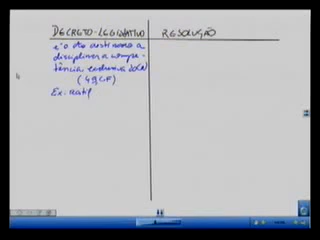 DECRETO-LEGISLATIVO
RESOLUÇÃO
é o ato destinado a
disciplinar a compe-
tência exclusiva do CN
(49 CF)
Ex: ratif